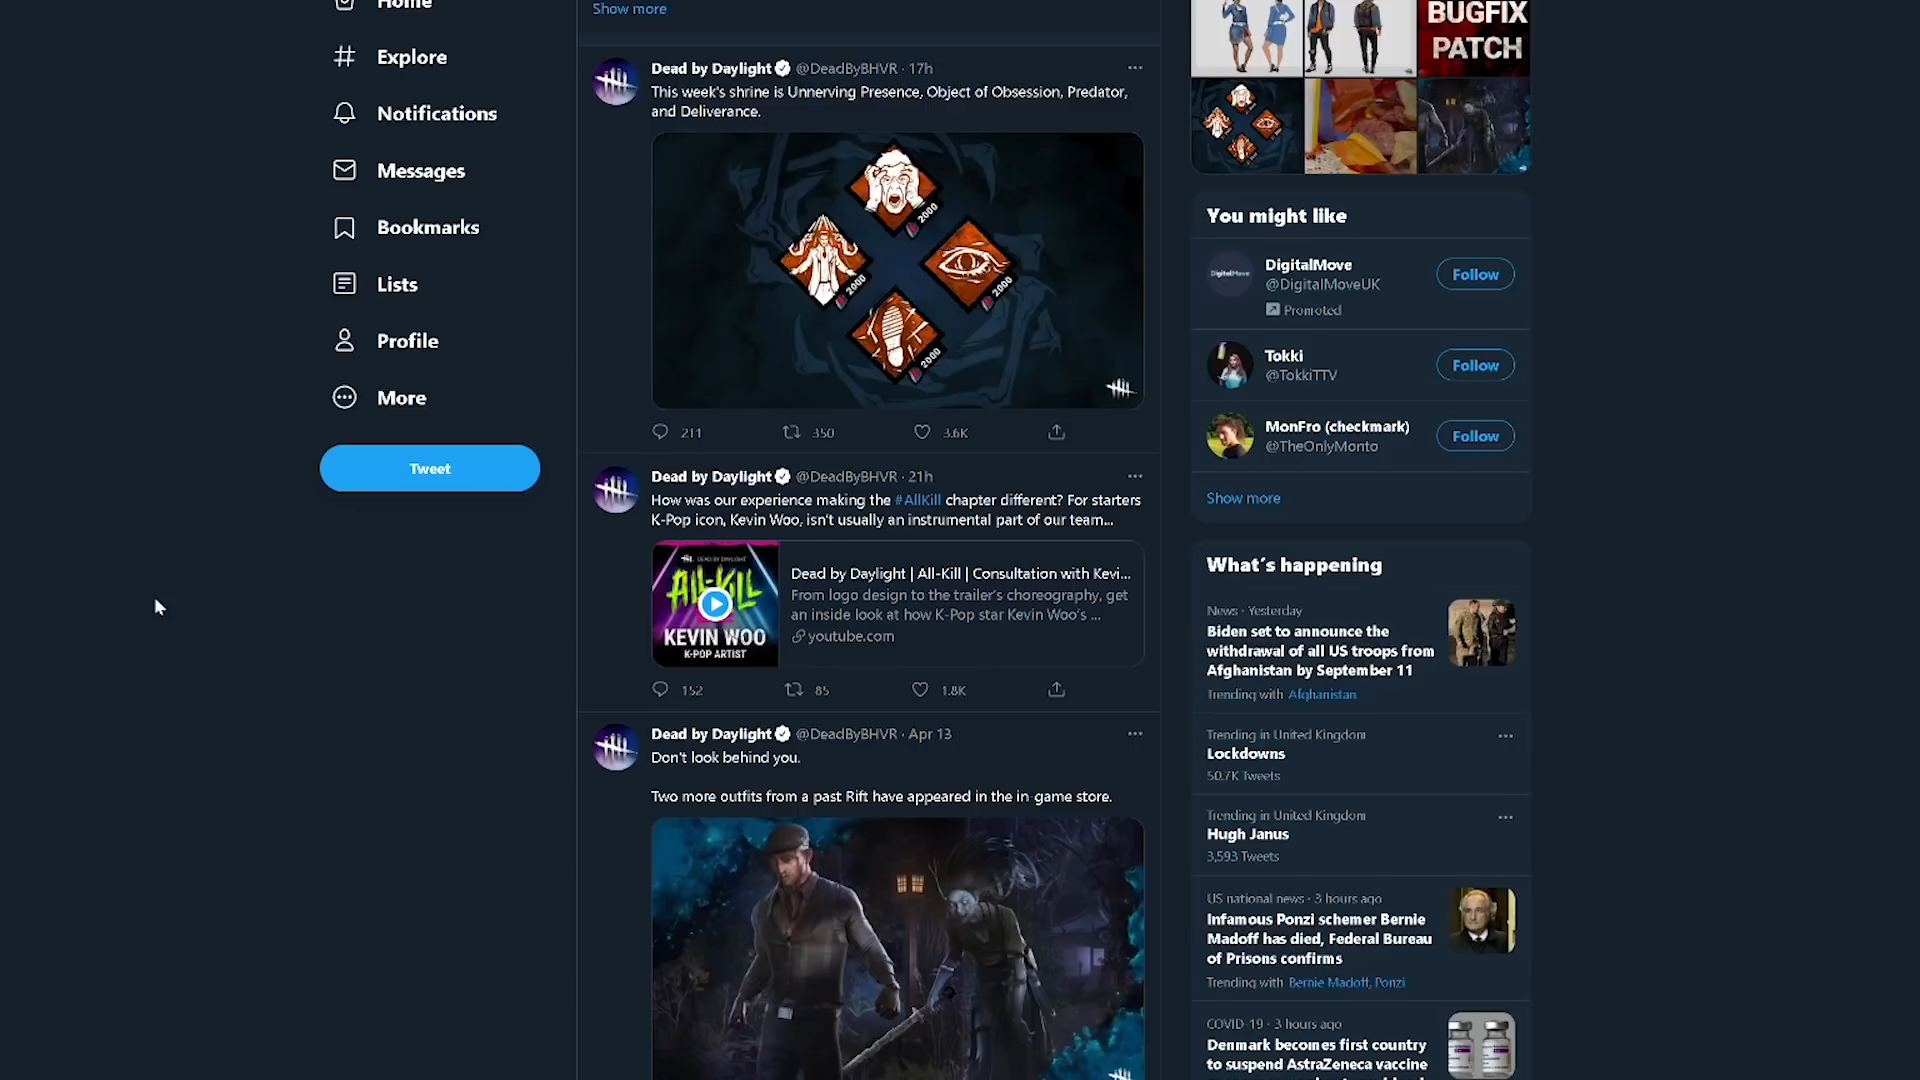 Home
Explore
Notifications
Messages
Bookmarks
Lists
Profile
More
Tweet
Show more
Dead by Daylight @DeadByBHVR · 17h
This week's shrine is Unnerving Presence, Object of Obsession, Predator,
and Deliverance.
2000
2000
2000
2000
211 350 3.6K
Dead by Daylight @DeadByBHVR · 21h
How was our experience making the #AllKill chapter different? For starters
K-Pop icon, Kevin Woo, isn't usually an instrumental part of our team...
DEAD BY DAYLIGHT
ALL-KILL
KEVIN WOO
K-POP ARTIST
Dead by Daylight | All-Kill | Consultation with Kevi...
From logo design to the trailer's choreography, get
an inside look at how K-Pop star Kevin Woo's ...
youtube.com
152 85 1.8K
Dead by Daylight @DeadByBHVR · Apr 13
Don't look behind you.
Two more outfits from a past Rift have appeared in the in-game store.
BUGFIX
PATCH
You might like
DigitalMove
DigitalMove
@DigitalMoveUK
Promoted
Follow
Tokki
@TokkiTTV
Follow
MonFro (checkmark)
@TheOnlyMonto
Follow
Show more
What's happening
News · Yesterday
Biden set to announce the
withdrawal of all US troops from
Afghanistan by September 11
Trending with Afghanistan
Trending in United Kingdom
Lockdowns
50.7K Tweets
Trending in United Kingdom
Hugh Janus
3,593 Tweets
US national news · 3 hours ago
Infamous Ponzi schemer Bernie
Madoff has died, Federal Bureau
of Prisons confirms
Trending with Bernie Madoff, Ponzi
COVID-19 · 3 hours ago
Denmark becomes first country
to suspend AstraZeneca vaccine